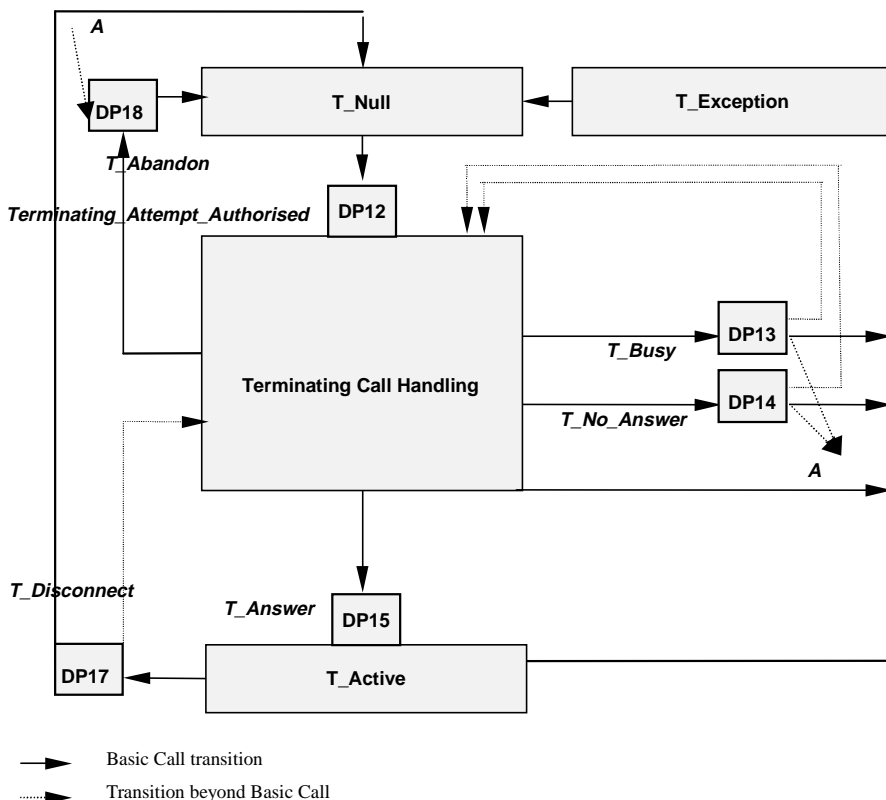 A
T_Null
T_Exception
DP18
T_Abandon
Terminating_Attempt_Authorised
DP12
DP13
T_Busy
Terminating Call Handling
DP14
T_No_Answer
A
T_Disconnect
T_Answer
DP15
DP17
T_Active
Basic Call transition
Transition beyond Basic Call